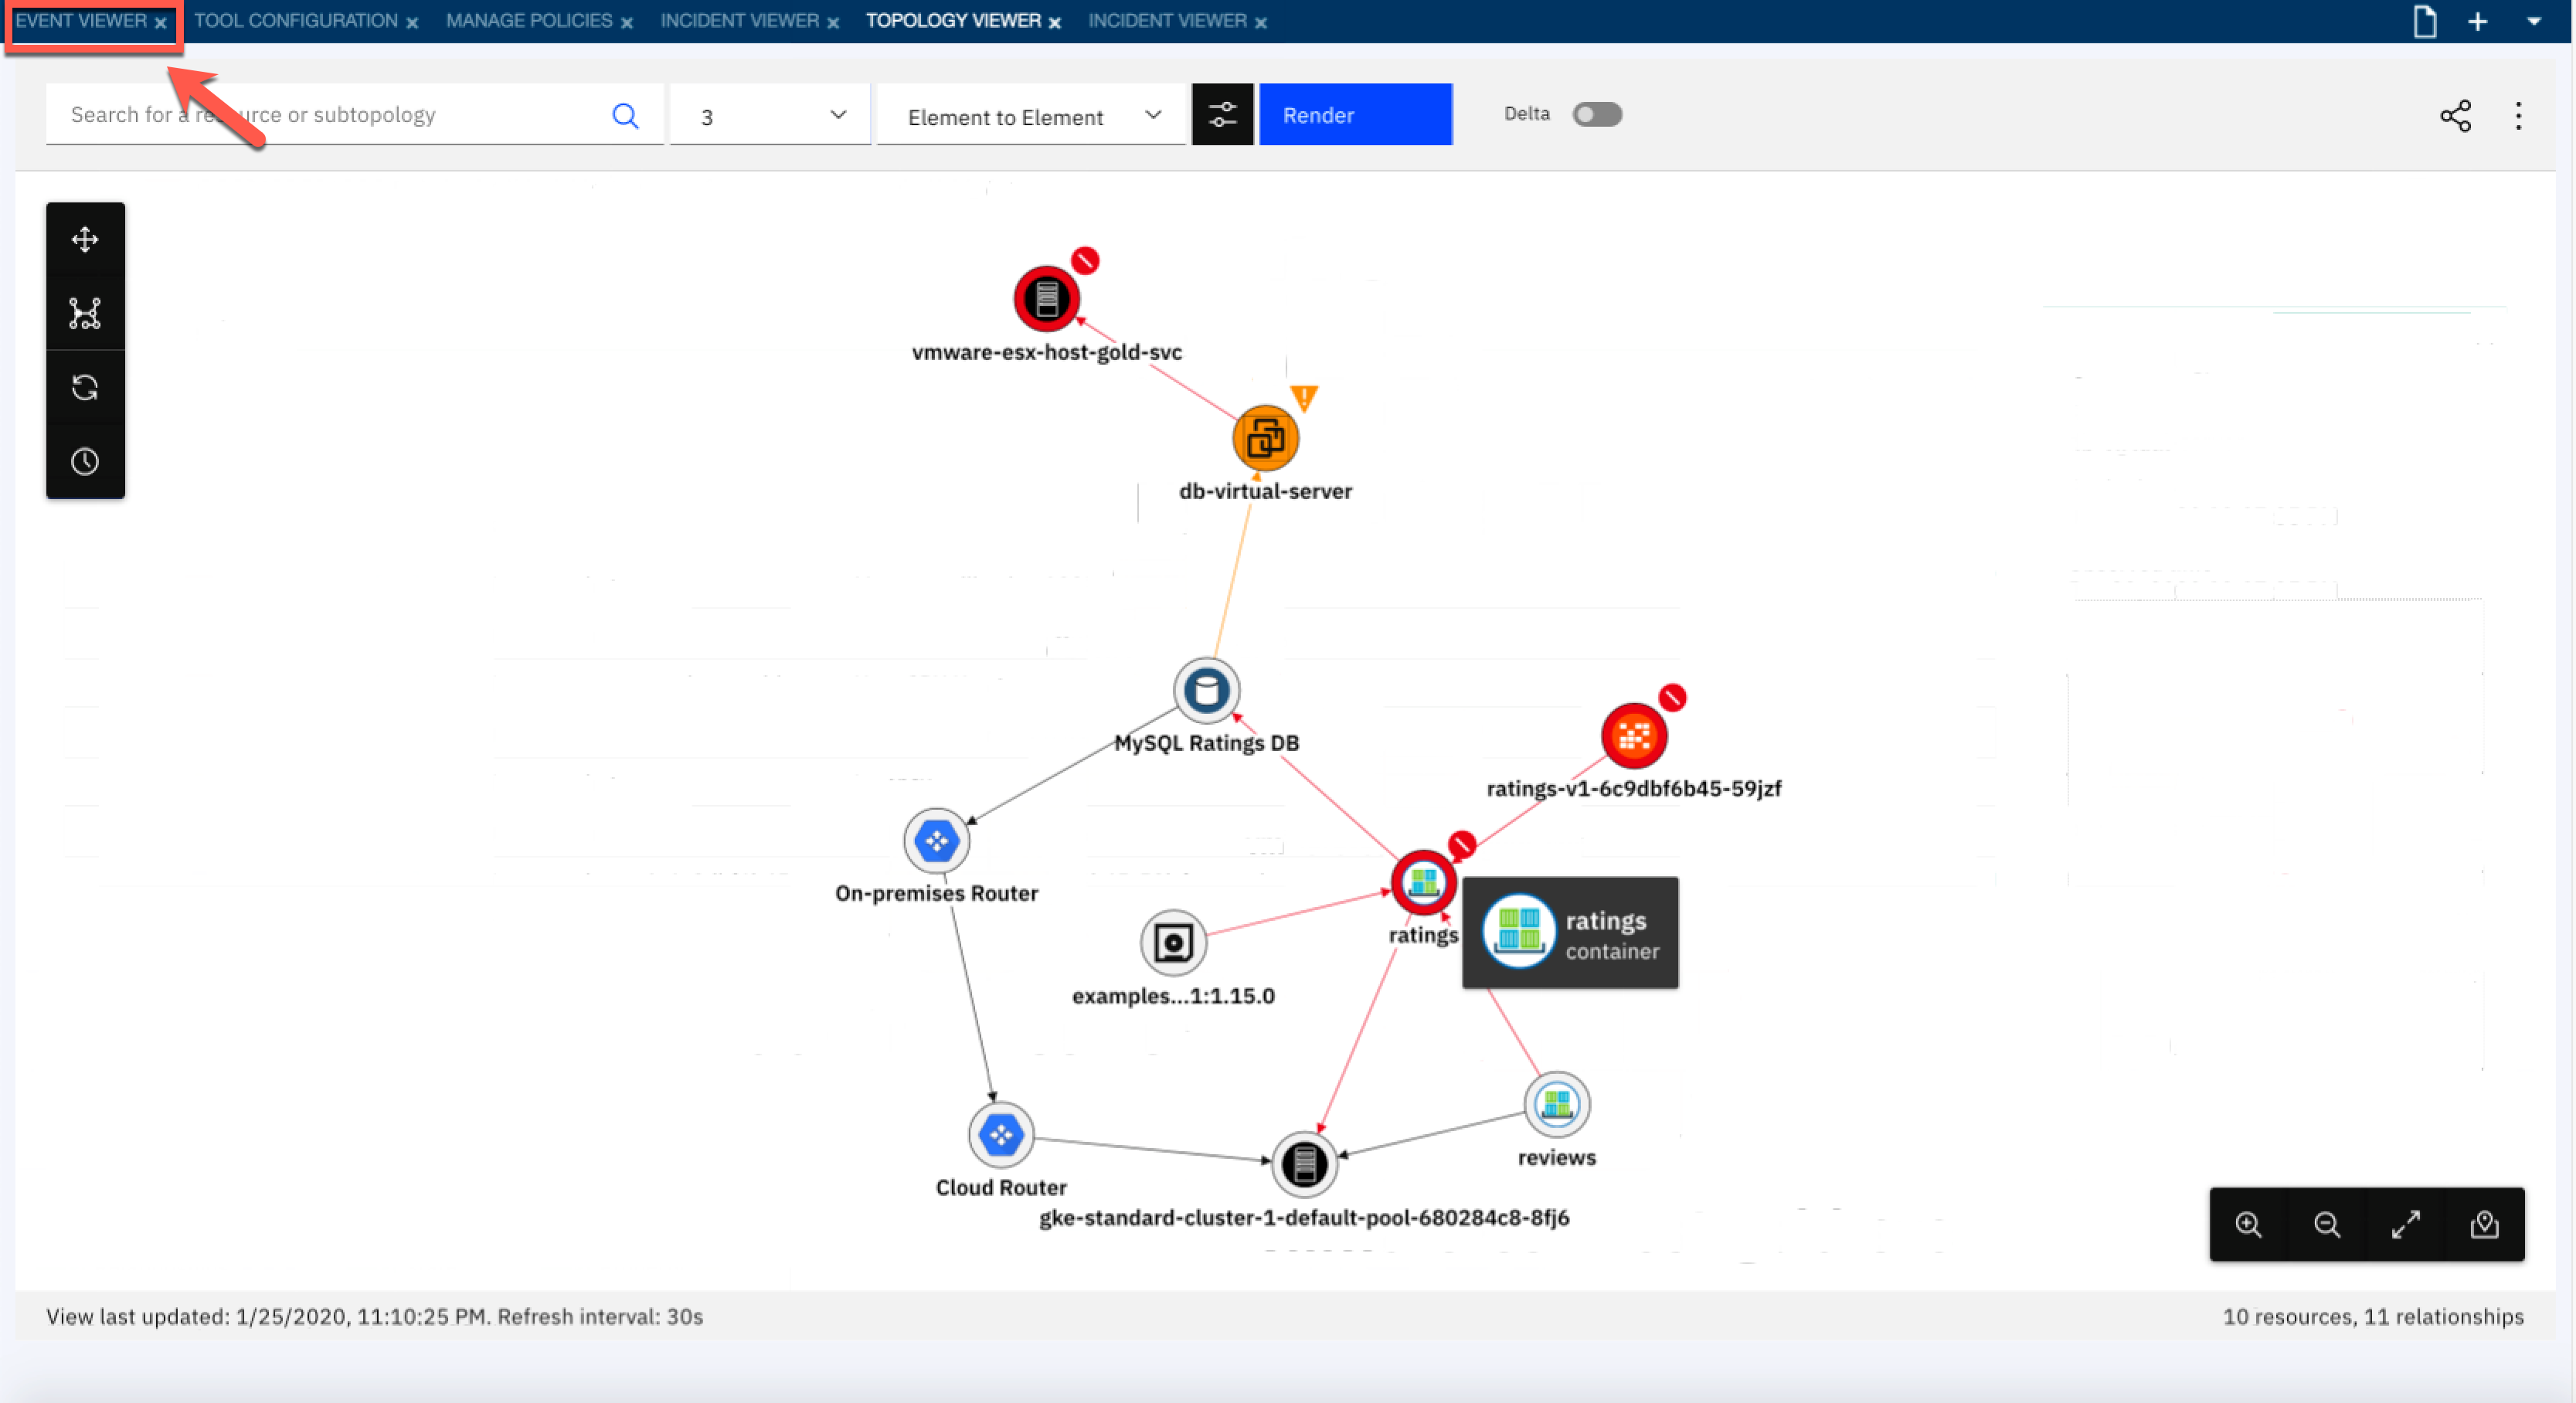 EVENT VIEWER x TOOL CONFIGURATION x MANAGE POLICIES x INCIDENT VIEWER x TOPOLOGY VIEWER x INCIDENT VIEWER x
Search for a resource or subtopology 3 Element to Element Render Delta
vmware-esx-host-gold-svc
db-virtual-server
MySQL Ratings DB
ratings-v1-6c9dbf6b45-59jzf
On-premises Router
ratings
ratings
container
examples...1:1.15.0
reviews
Cloud Router
gke-standard-cluster-1-default-pool-680284c8-8fj6
View last updated: 1/25/2020, 11:10:25 PM. Refresh interval: 30s 10 resources, 11 relationships